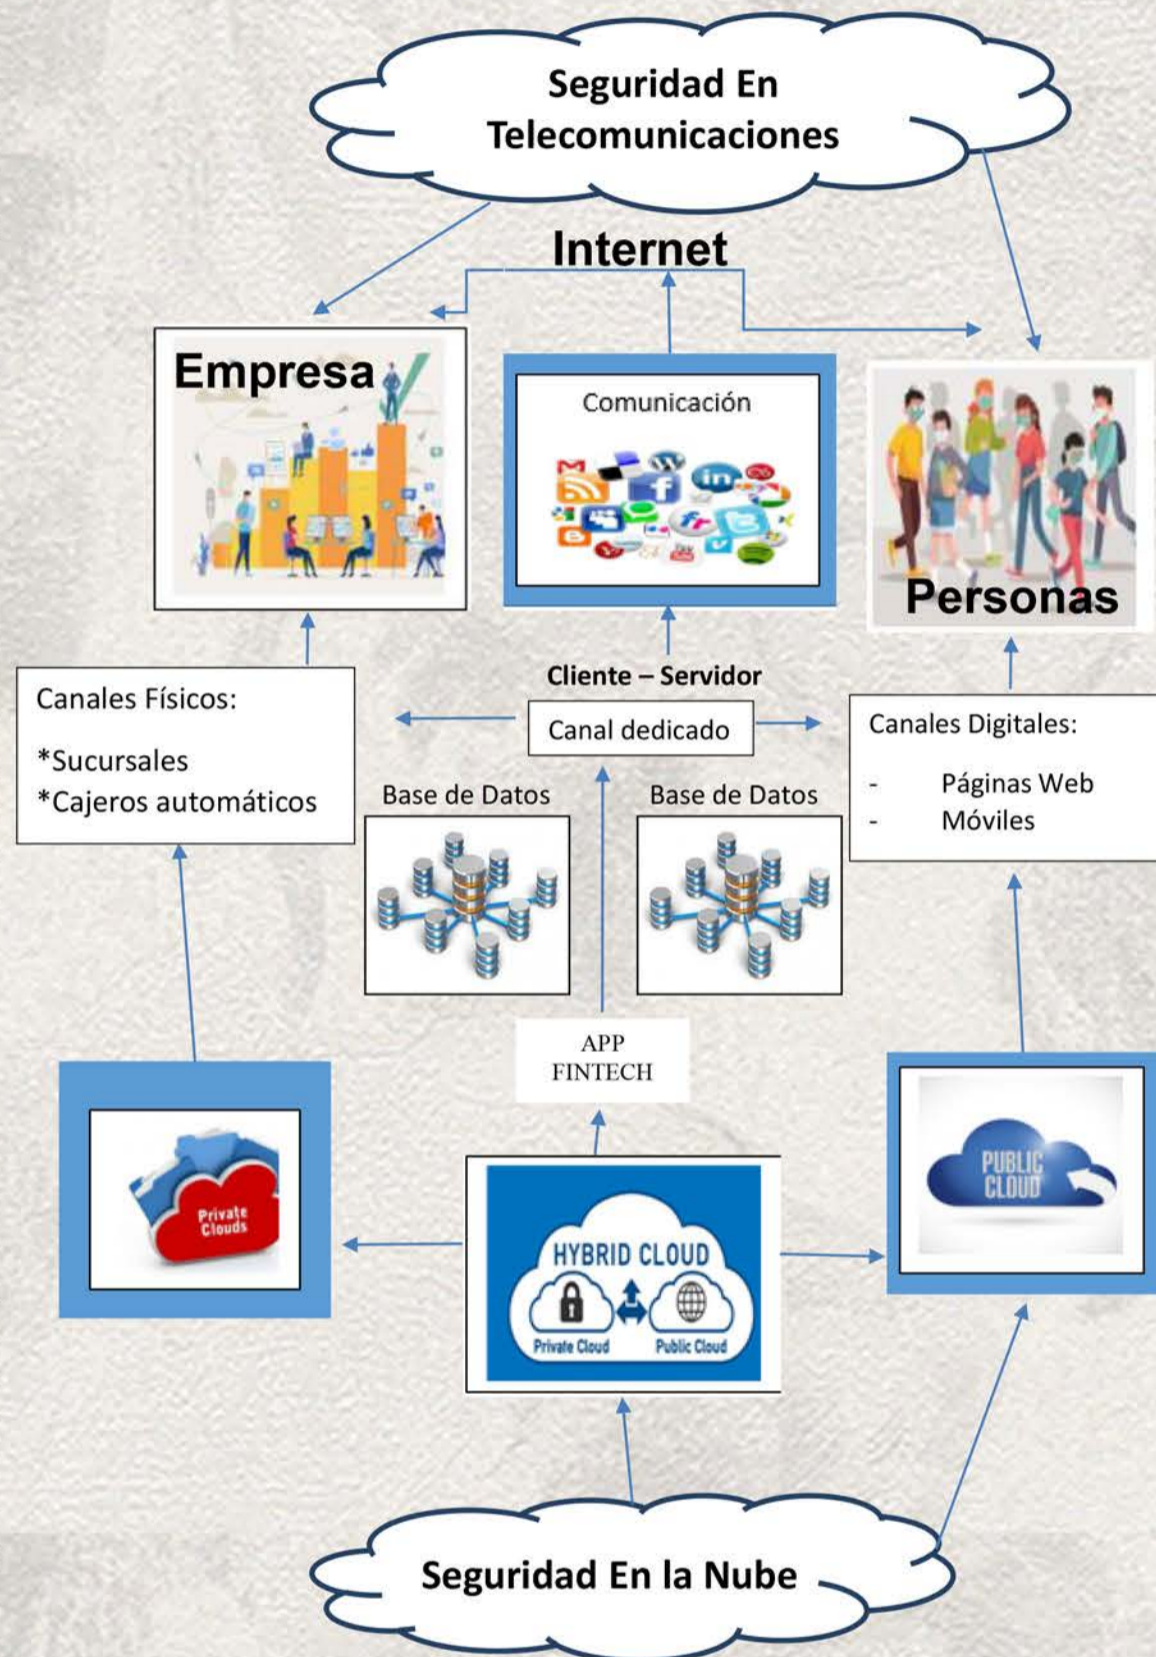 Seguridad En
Telecomunicaciones
Internet
Empresa
Comunicación
Personas
Cliente – Servidor
Canales Físicos:
*Sucursales
*Cajeros automáticos
Canal dedicado
Canales Digitales:
- Páginas Web
- Móviles
Base de Datos
Base de Datos
APP
FINTECH
Private
Clouds
HYBRID CLOUD
Private Cloud
Public Cloud
PUBLIC
CLOUD
Seguridad En la Nube